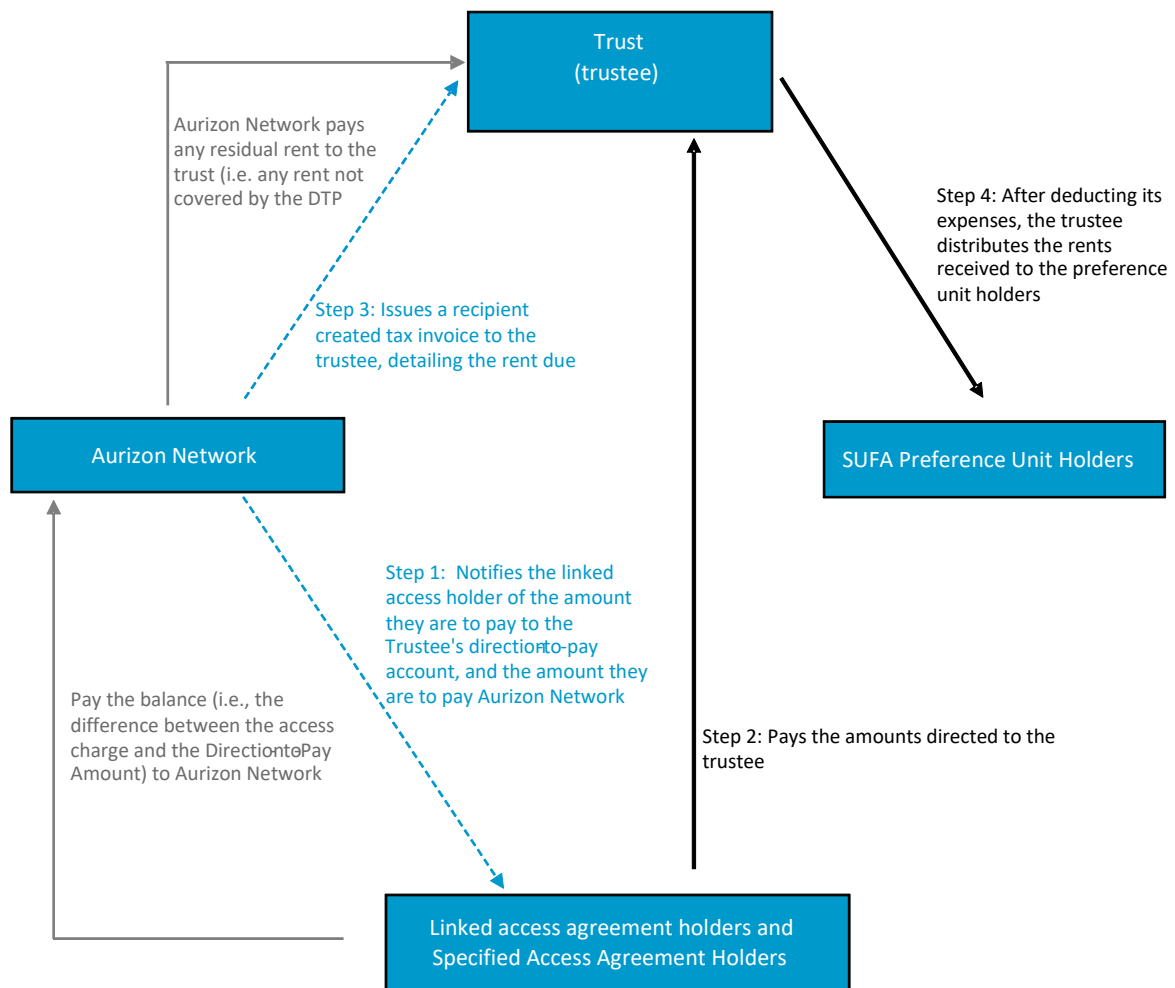 Trust
(trustee)
Aurizon Network pays
any residual rent to the
trust (i.e. any rent not
covered by the DTP
Step 4: After deducting its
expenses, the trustee
distributes the rents
received to the preference
unit holders
Step 3: Issues a recipient
created tax invoice to the
trustee, detailing the rent due
Aurizon Network
SUFA Preference Unit Holders
Step 1:  Notifies the linked
access holder of the amount
they are to pay to the
Trustee's direction-to-pay
account, and the amount they
are to pay Aurizon Network
Pay the balance (i.e., the
difference between the access
charge and the Direction-to-Pay
Amount) to Aurizon Network
Step 2: Pays the amounts directed to the
trustee
Linked access agreement holders and
Specified Access Agreement Holders